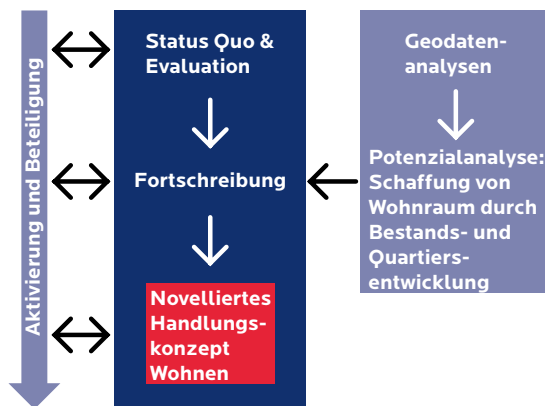 Aktivierung und Beteiligung
Status Quo &
Evaluation
Fortschreibung
Novelliertes
Handlungs-
konzept
Wohnen
Geodaten-
analysen
Potenzialanalyse:
Schaffung von
Wohnraum durch
Bestands- und
Quartiers-
entwicklung